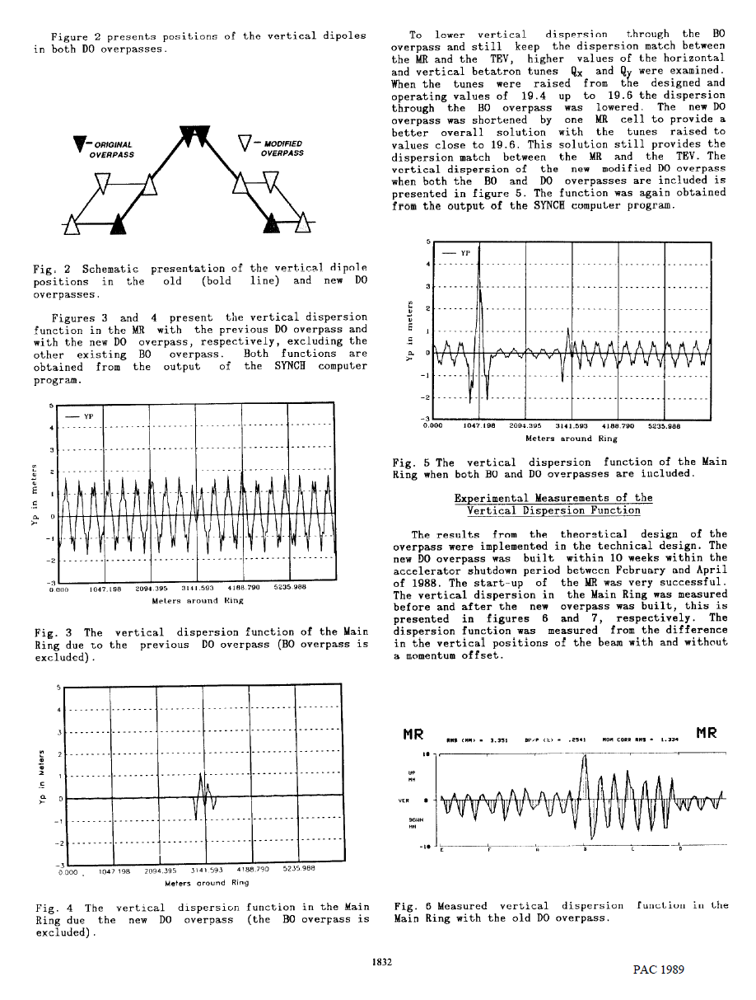 Figure 2 presents positions of the vertical dipoles
in both DO overpasses.
ORIGINAL
OVERPASS
MODIFIED
OVERPASS
Fig. 2 Schematic presentation of the vertical dipole
positions in the old (bold line) and new DO
overpasses.
Figures 3 and 4 present the vertical dispersion
function in the MR with the previous DO overpass and
with the new DO overpass, respectively, excluding the
other existing BO overpass. Both functions are
obtained from the output of the SYNCH computer
program.
5
YP
4
3
2
1
0
-1
-2
-3
Yp in meters
0.000 1047.198 2094.395 3141.593 4188.790 5235.988
Meters around Ring
Fig. 3 The vertical dispersion function of the Main
Ring due to the previous DO overpass (BO overpass is
excluded).
5
4
3
2
1
0
-1
-2
-3
Yp in Meters
0.000 1047.198 2094.395 3141.593 4188.790 5235.988
Meters around Ring
Fig. 4 The vertical dispersion function in the Main
Ring due the new DO overpass (the BO overpass is
excluded).
To lower vertical dispersion through the BO
overpass and still keep the dispersion match between
the MR and the TEV, higher values of the horizontal
and vertical betatron tunes Qx and Qy were examined.
When the tunes were raised from the designed and
operating values of 19.4 up to 19.6 the dispersion
through the BO overpass was lowered. The new DO
overpass was shortened by one MR cell to provide a
better overall solution with the tunes raised to
values close to 19.6. This solution still provides the
dispersion match between the MR and the TEV. The
vertical dispersion of the new modified DO overpass
when both the BO and DO overpasses are included is
presented in figure 5. The function was again obtained
from the output of the SYNCH computer program.
5
YP
4
3
2
1
0
-1
-2
-3
Yp in meters
0.000 1047.198 2094.395 3141.593 4188.790 5235.988
Meters around Ring
Fig. 5 The vertical dispersion function of the Main
Ring when both BO and DO overpasses are included.
Experimental Measurements of the
Vertical Dispersion Function
The results from the theoretical design of the
overpass were implemented in the technical design. The
new DO overpass was built within 10 weeks within the
accelerator shutdown period between February and April
of 1988. The start-up of the MR was very successful.
The vertical dispersion in the Main Ring was measured
before and after the new overpass was built, this is
presented in figures 6 and 7, respectively. The
dispersion function was measured from the difference
in the vertical positions of the beam with and without
a momentum offset.
MR RMS (MM) = 3.351 DP/P (%) = .2541 MOM CORR RMS = 1.334 MR
10
UP
MM
VER 0
DOWN
MM
-10
E F A B C D
Fig. 6 Measured vertical dispersion function in the
Main Ring with the old DO overpass.
1832
PAC 1989